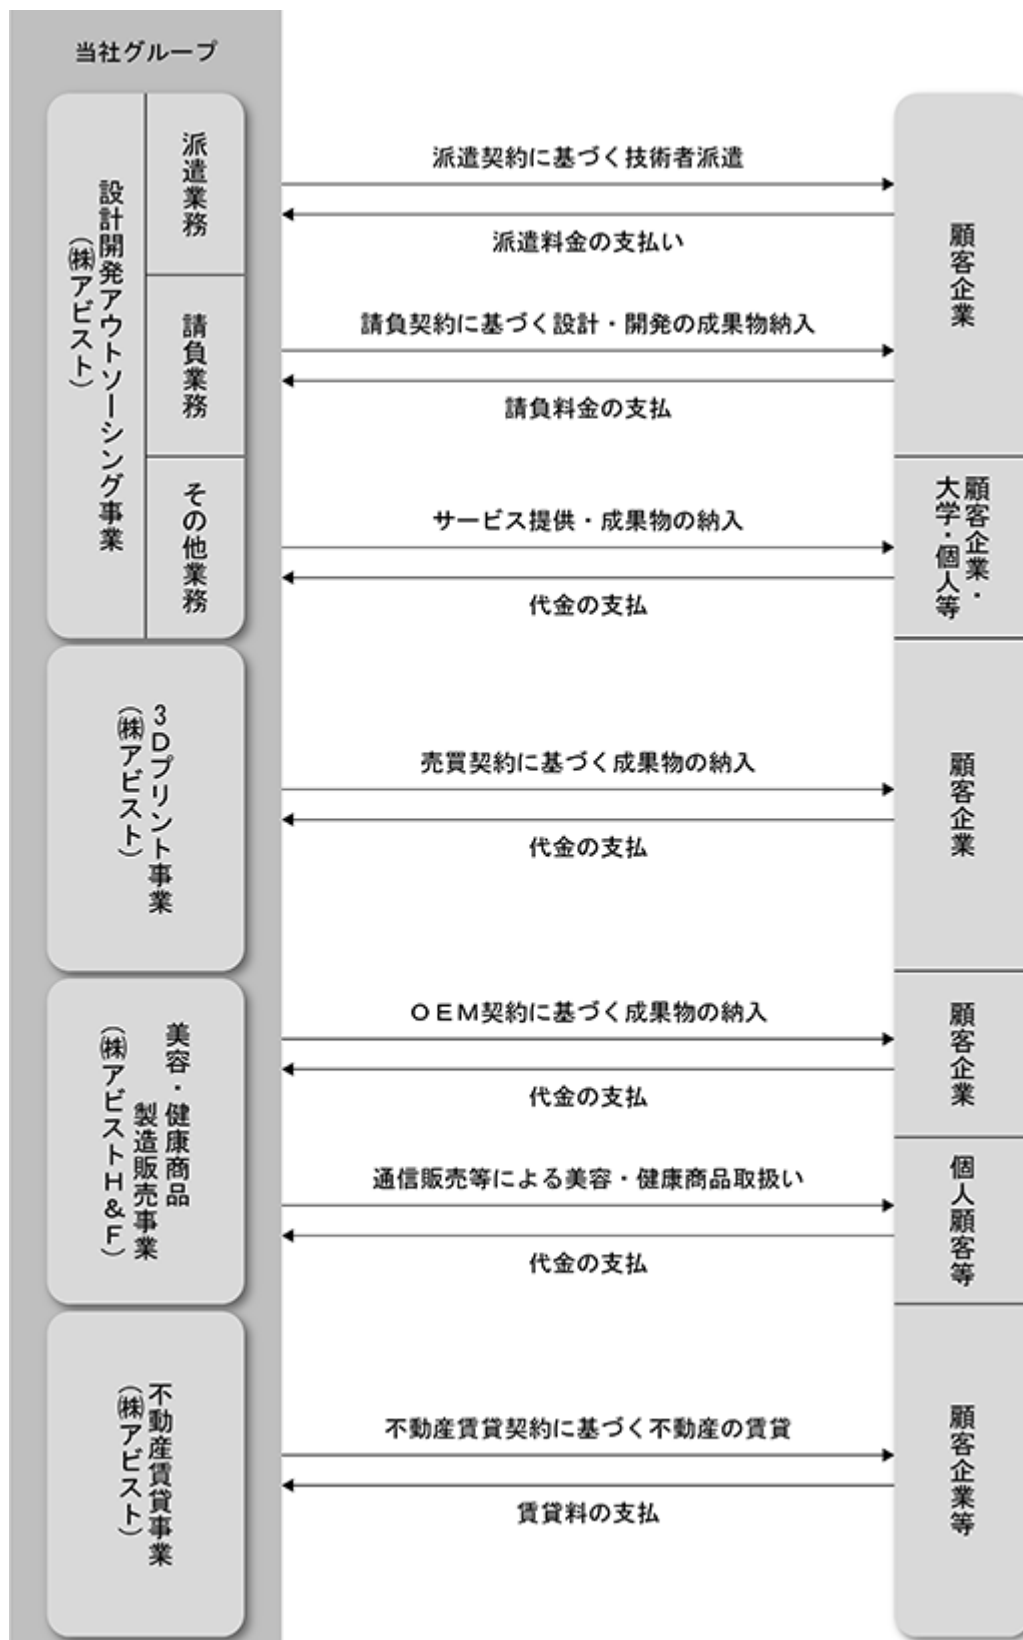 当社グループ
設計開発アウトソーシング事業
（㈱アビスト）
派遣業務
派遣契約に基づく技術者派遣
派遣料金の支払い
顧客企業
請負業務
請負契約に基づく設計・開発の成果物納入
請負料金の支払
その他業務
サービス提供・成果物の納入
代金の支払
顧客企業・
大学・個人等
3Dプリント事業
（㈱アビスト）
売買契約に基づく成果物の納入
代金の支払
顧客企業
美容・健康商品
製造販売事業
（㈱アビストH＆F）
OEM契約に基づく成果物の納入
代金の支払
顧客企業
通信販売等による美容・健康商品取扱い
代金の支払
個人顧客等
不動産賃貸事業
（㈱アビスト）
不動産賃貸契約に基づく不動産の賃貸
賃貸料の支払
顧客企業等